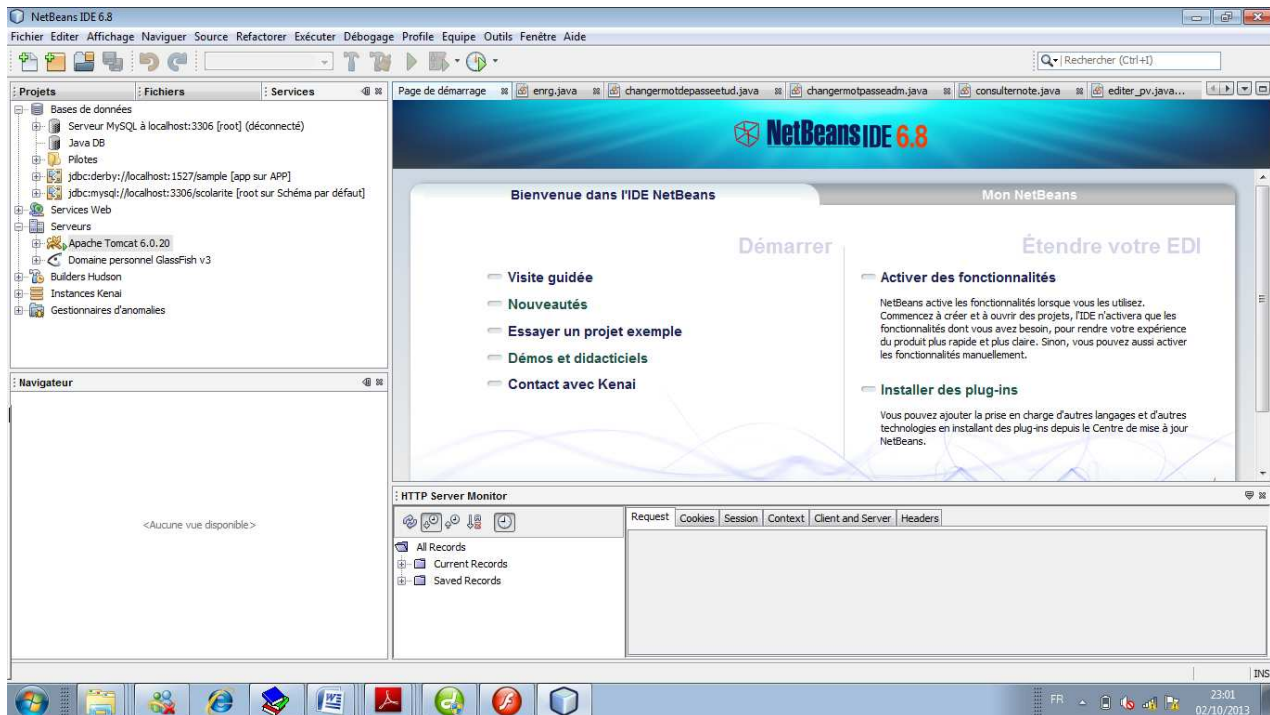 NetBeans IDE 6.8
Fichier Editer Affichage Naviguer Source Refactorer Exécuter Débogage Profile Equipe Outils Fenêtre Aide
Rechercher (Ctrl+I)
Projets Fichiers Services
Bases de données
Serveur MySQL à localhost:3306 [root] (déconnecté)
Java DB
Pilotes
jdbc:derby://localhost:1527/sample [app sur APP]
jdbc:mysql://localhost:3306/scolarite [root sur Schéma par défaut]
Services Web
Serveurs
Apache Tomcat 6.0.20
Domaine personnel GlassFish v3
Builders Hudson
Instances Kenai
Gestionnaires d'anomalies
Navigateur
<Aucune vue disponible>
Page de démarrage enrg.java changermotdepasseetud.java changermotpasseadm.java consulternote.java editer_pv.java...
NetBeans IDE 6.8
Bienvenue dans l'IDE NetBeans
Mon NetBeans
Démarrer
Visite guidée
Nouveautés
Essayer un projet exemple
Démos et didacticiels
Contact avec Kenai
Étendre votre EDI
Activer des fonctionnalités
NetBeans active les fonctionnalités lorsque vous les utilisez.
Commencez à créer et à ouvrir des projets, l'IDE n'activera que les
fonctionnalités dont vous avez besoin, pour rendre votre expérience
du produit plus rapide et plus claire. Sinon, vous pouvez aussi activer
les fonctionnalités manuellement.
Installer des plug-ins
Vous pouvez ajouter la prise en charge d'autres langages et d'autres
technologies en installant des plug-ins depuis le Centre de mise à jour
NetBeans.
HTTP Server Monitor
All Records
Current Records
Saved Records
Request Cookies Session Context Client and Server Headers
INS
FR
23:01
02/10/2013